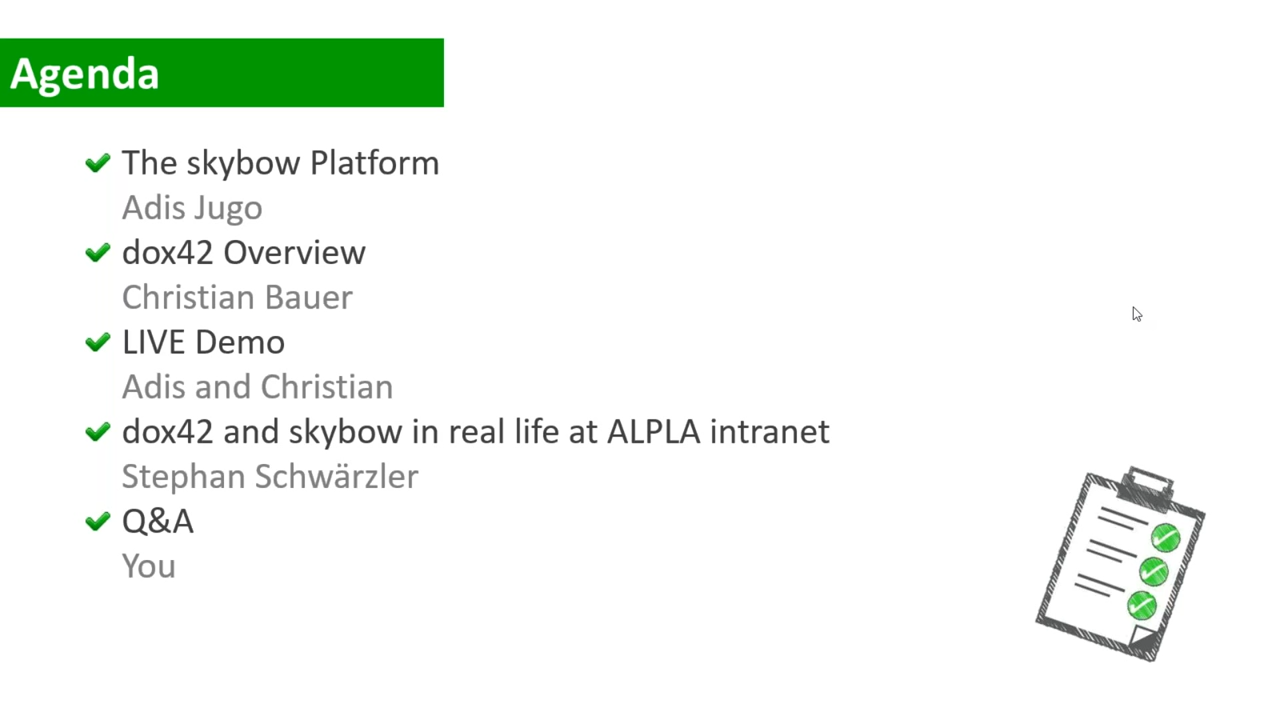 Agenda
The skybow Platform
Adis Jugo
dox42 Overview
Christian Bauer
LIVE Demo
Adis and Christian
dox42 and skybow in real life at ALPLA intranet
Stephan Schwärzler
Q&A
You